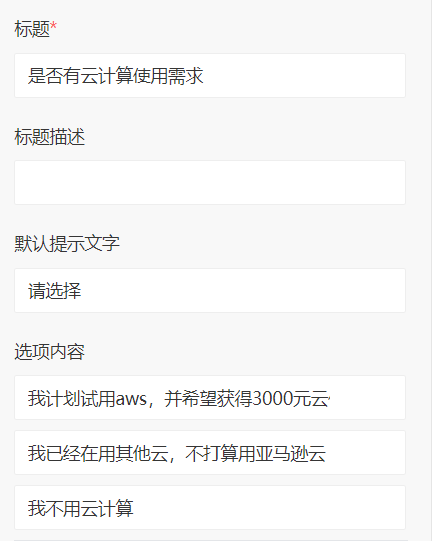 标题*
是否有云计算使用需求
标题描述
默认提示文字
请选择
选项内容
我计划试用aws，并希望获得3000元云
我已经在用其他云，不打算用亚马逊云
我不用云计算